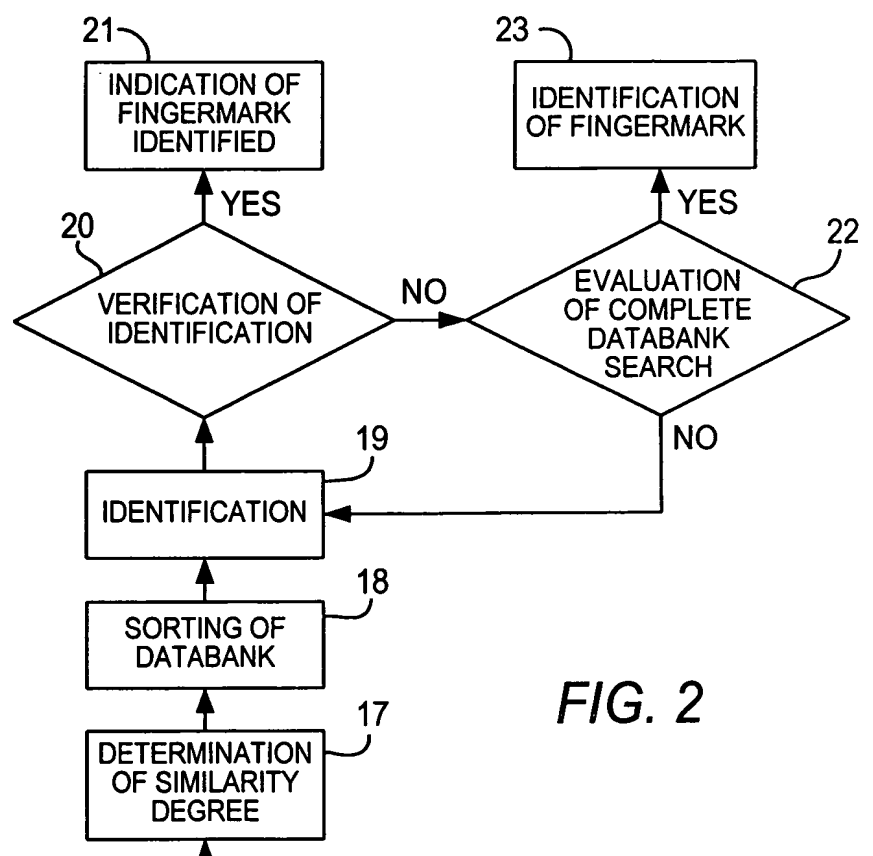 21
INDICATION OF
FINGERMARK
IDENTIFIED
23
IDENTIFICATION
OF FINGERMARK
YES
YES
20
VERIFICATION OF
IDENTIFICATION
NO
22
EVALUATION
OF COMPLETE
DATABANK
SEARCH
NO
19
IDENTIFICATION
18
SORTING OF
DATABANK
FIG. 2
17
DETERMINATION
OF SIMILARITY
DEGREE